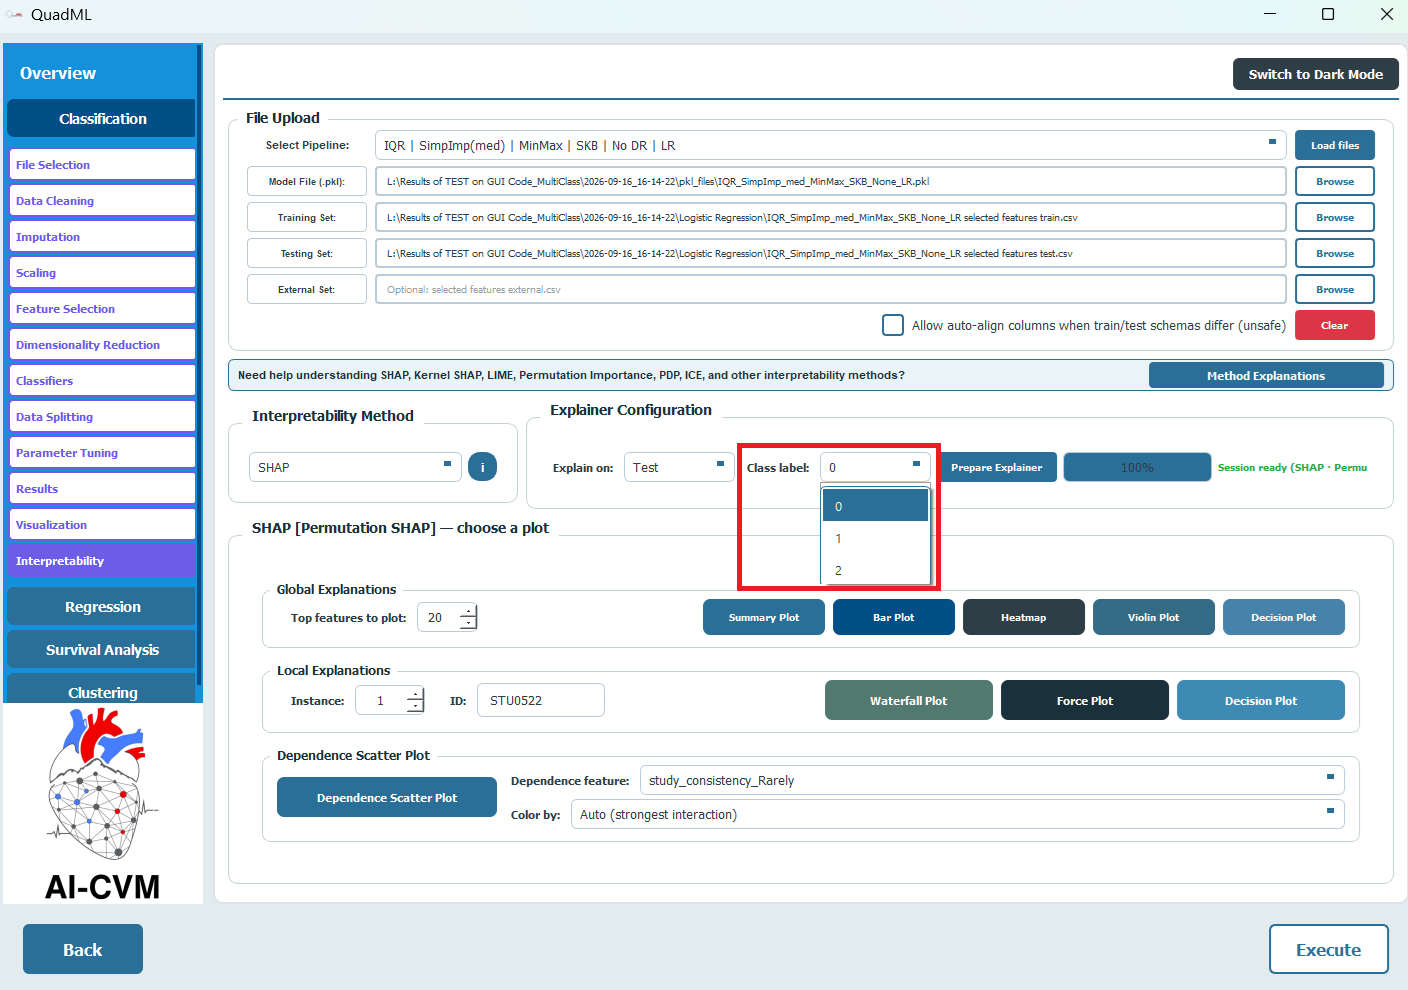 QuadML
Overview
Classification
File Selection
Data Cleaning
Imputation
Scaling
Feature Selection
Dimensionality Reduction
Classifiers
Data Splitting
Parameter Tuning
Results
Visualization
Interpretability
Regression
Survival Analysis
Clustering
AI-CVM
Back
Switch to Dark Mode
File Upload
Select Pipeline: IQR | SimpImp(med) | MinMax | SKB | No DR | LR Load files
Model File (.pkl): L:\Results of TEST on GUI Code_MultiClass\2026-09-16_16-14-22\pkl_files\IQR_SimpImp_med_MinMax_SKB_None_LR.pkl Browse
Training Set: L:\Results of TEST on GUI Code_MultiClass\2026-09-16_16-14-22\Logistic Regression\IQR_SimpImp_med_MinMax_SKB_None_LR selected features train.csv Browse
Testing Set: L:\Results of TEST on GUI Code_MultiClass\2026-09-16_16-14-22\Logistic Regression\IQR_SimpImp_med_MinMax_SKB_None_LR selected features test.csv Browse
External Set: Optional: selected features external.csv Browse
Allow auto-align columns when train/test schemas differ (unsafe) Clear
Need help understanding SHAP, Kernel SHAP, LIME, Permutation Importance, PDP, ICE, and other interpretability methods? Method Explanations
Interpretability Method
SHAP i
Explainer Configuration
Explain on: Test Class label: 0 Prepare Explainer 100% Session ready (SHAP · Permu
0
1
2
SHAP [Permutation SHAP] — choose a plot
Global Explanations
Top features to plot: 20 Summary Plot Bar Plot Heatmap Violin Plot Decision Plot
Local Explanations
Instance: 1 ID: STU0522 Waterfall Plot Force Plot Decision Plot
Dependence Scatter Plot
Dependence Scatter Plot
Dependence feature: study_consistency_Rarely
Color by: Auto (strongest interaction)
Execute